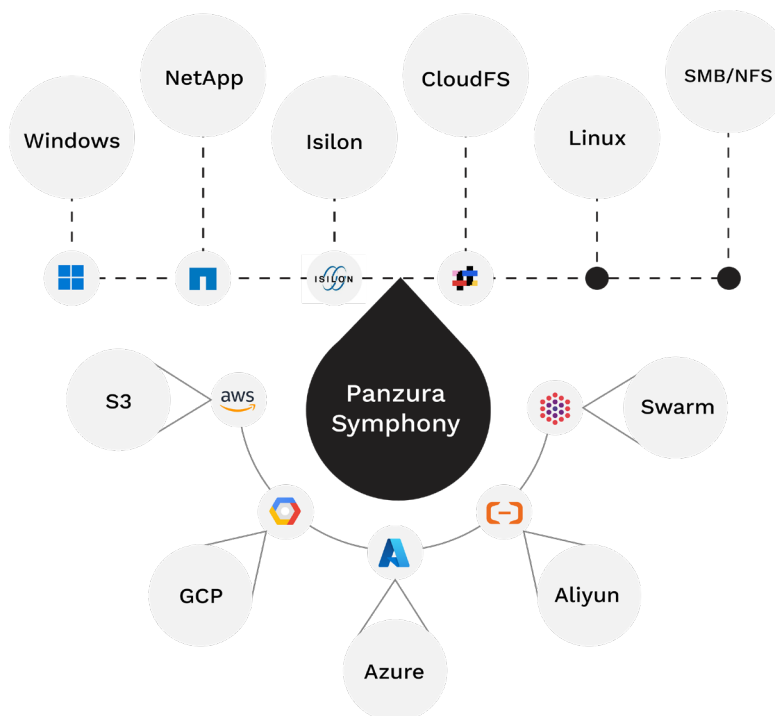 NetApp
CloudFS
SMB/NFS
Windows
Isilon
Linux
ISILON
Panzura
Symphony
S3
aws
Swarm
GCP
Aliyun
Azure